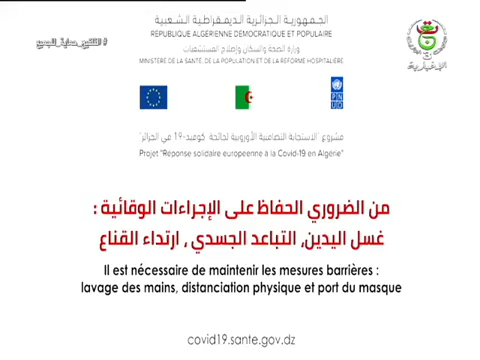 الجمهورية الجزائرية الديمقراطية الشعبية
RÉPUBLIQUE ALGÉRIENNE DÉMOCRATIQUE ET POPULAIRE
# التلقيح_حماية_للجميع
وزارة الصحة والسكان وإصلاح المستشفيات
MINISTÈRE DE LA SANTÉ, DE LA POPULATION ET DE LA RÉFORME HOSPITALIÈRE
الإخبارية
P N
U D
مشروع "الاستجابة التضامنية الأوروبية لجائحة كوفيد-19 في الجزائر"
Projet "Réponse solidaire européenne à la Covid-19 en Algérie"
من الضروري الحفاظ على الإجراءات الوقائية :
غسل اليدين، التباعد الجسدي ، ارتداء القناع
Il est nécessaire de maintenir les mesures barrières :
lavage des mains, distanciation physique et port du masque
covid19.sante.gov.dz